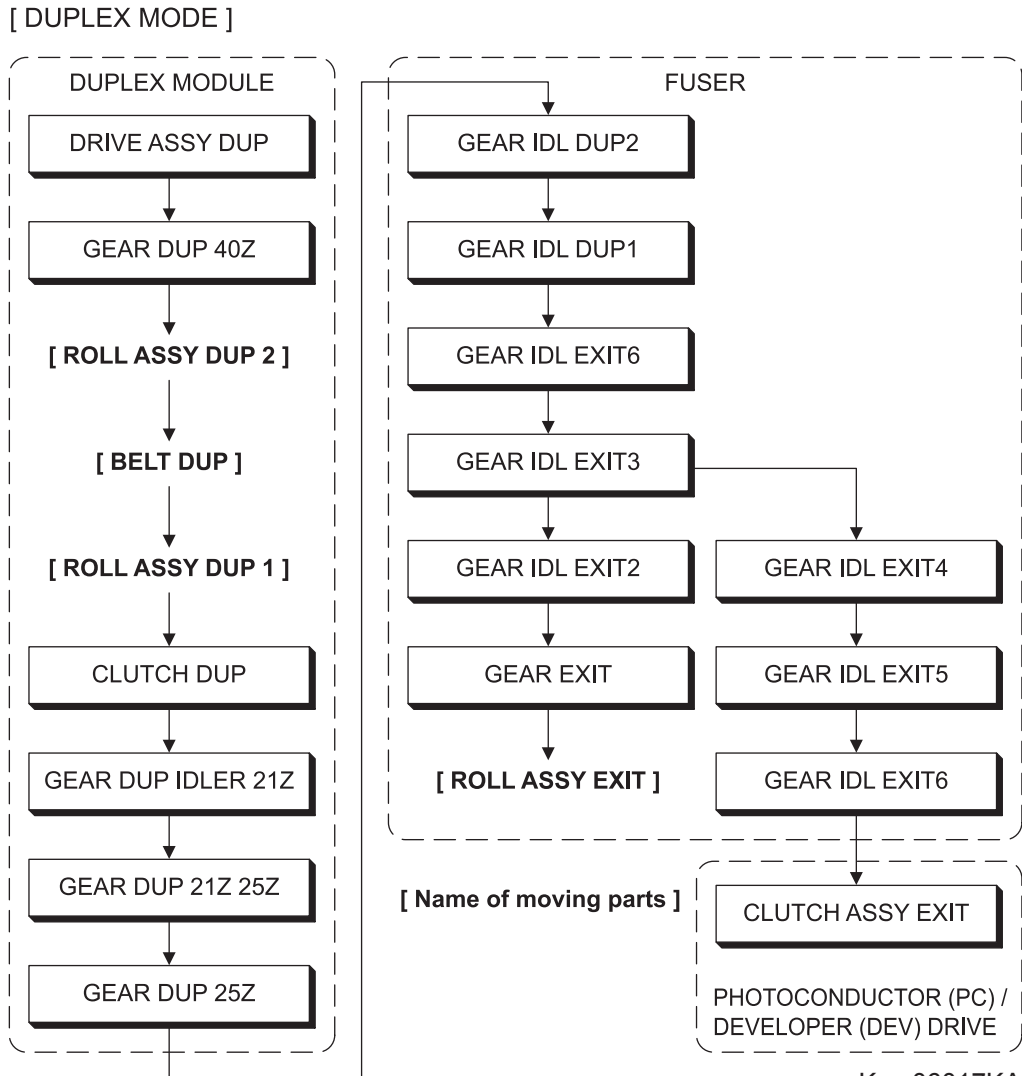 [ DUPLEX MODE ]
DUPLEX MODULE
DRIVE ASSY DUP
GEAR DUP 40Z
[ ROLL ASSY DUP 2 ]
[ BELT DUP ]
[ ROLL ASSY DUP 1 ]
CLUTCH DUP
GEAR DUP IDLER 21Z
GEAR DUP 21Z 25Z
GEAR DUP 25Z
FUSER
GEAR IDL DUP2
GEAR IDL DUP1
GEAR IDL EXIT6
GEAR IDL EXIT3
GEAR IDL EXIT2
GEAR EXIT
[ ROLL ASSY EXIT ]
GEAR IDL EXIT4
GEAR IDL EXIT5
GEAR IDL EXIT6
[ Name of moving parts ]
CLUTCH ASSY EXIT
PHOTOCONDUCTOR (PC) /
DEVELOPER (DEV) DRIVE